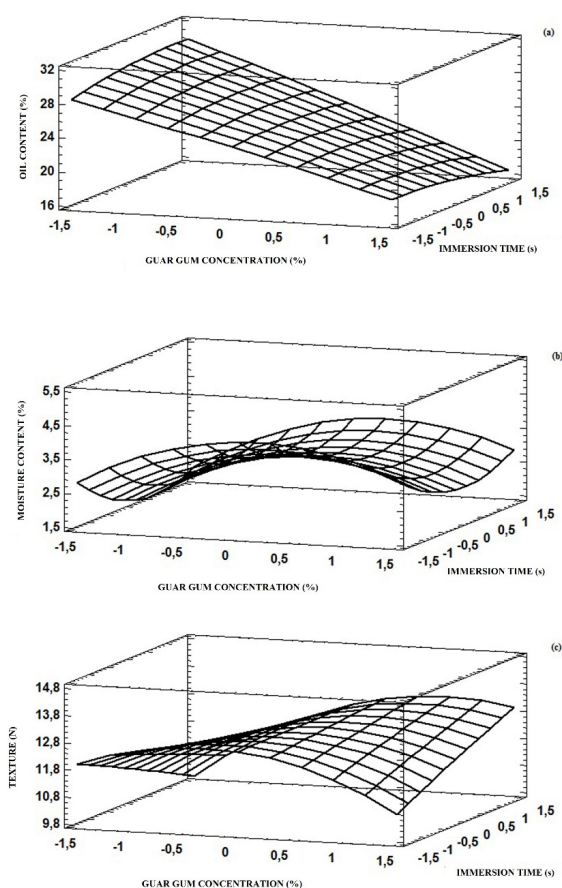 (a)
OIL CONTENT (%)
32
28
24
20
16
-1,5 -1 0 0,5 1 1,5
GUAR GUM CONCENTRATION (%)
-1,5 -1 -0,5 0 0,5 1 1,5
IMMERSION TIME (s)
(b)
MOISTURE CONTENT (%)
5,5
4,5
3,5
2,5
1,5
-1,5 -1 0 0,5 1 1,5
GUAR GUM CONCENTRATION (%)
-1,5 -1 -0,5 0 0,5 1 1,5
IMMERSION TIME (s)
(c)
TEXTURE (N)
14,8
13,8
12,8
11,8
10,8
9,8
-1,5 -1 0,5 0 0,5 1 1,5
GUAR GUM CONCENTRATION (%)
-1,5 -1 -0,5 0 0,5 1 1,5
IMMERSION TIME (s)